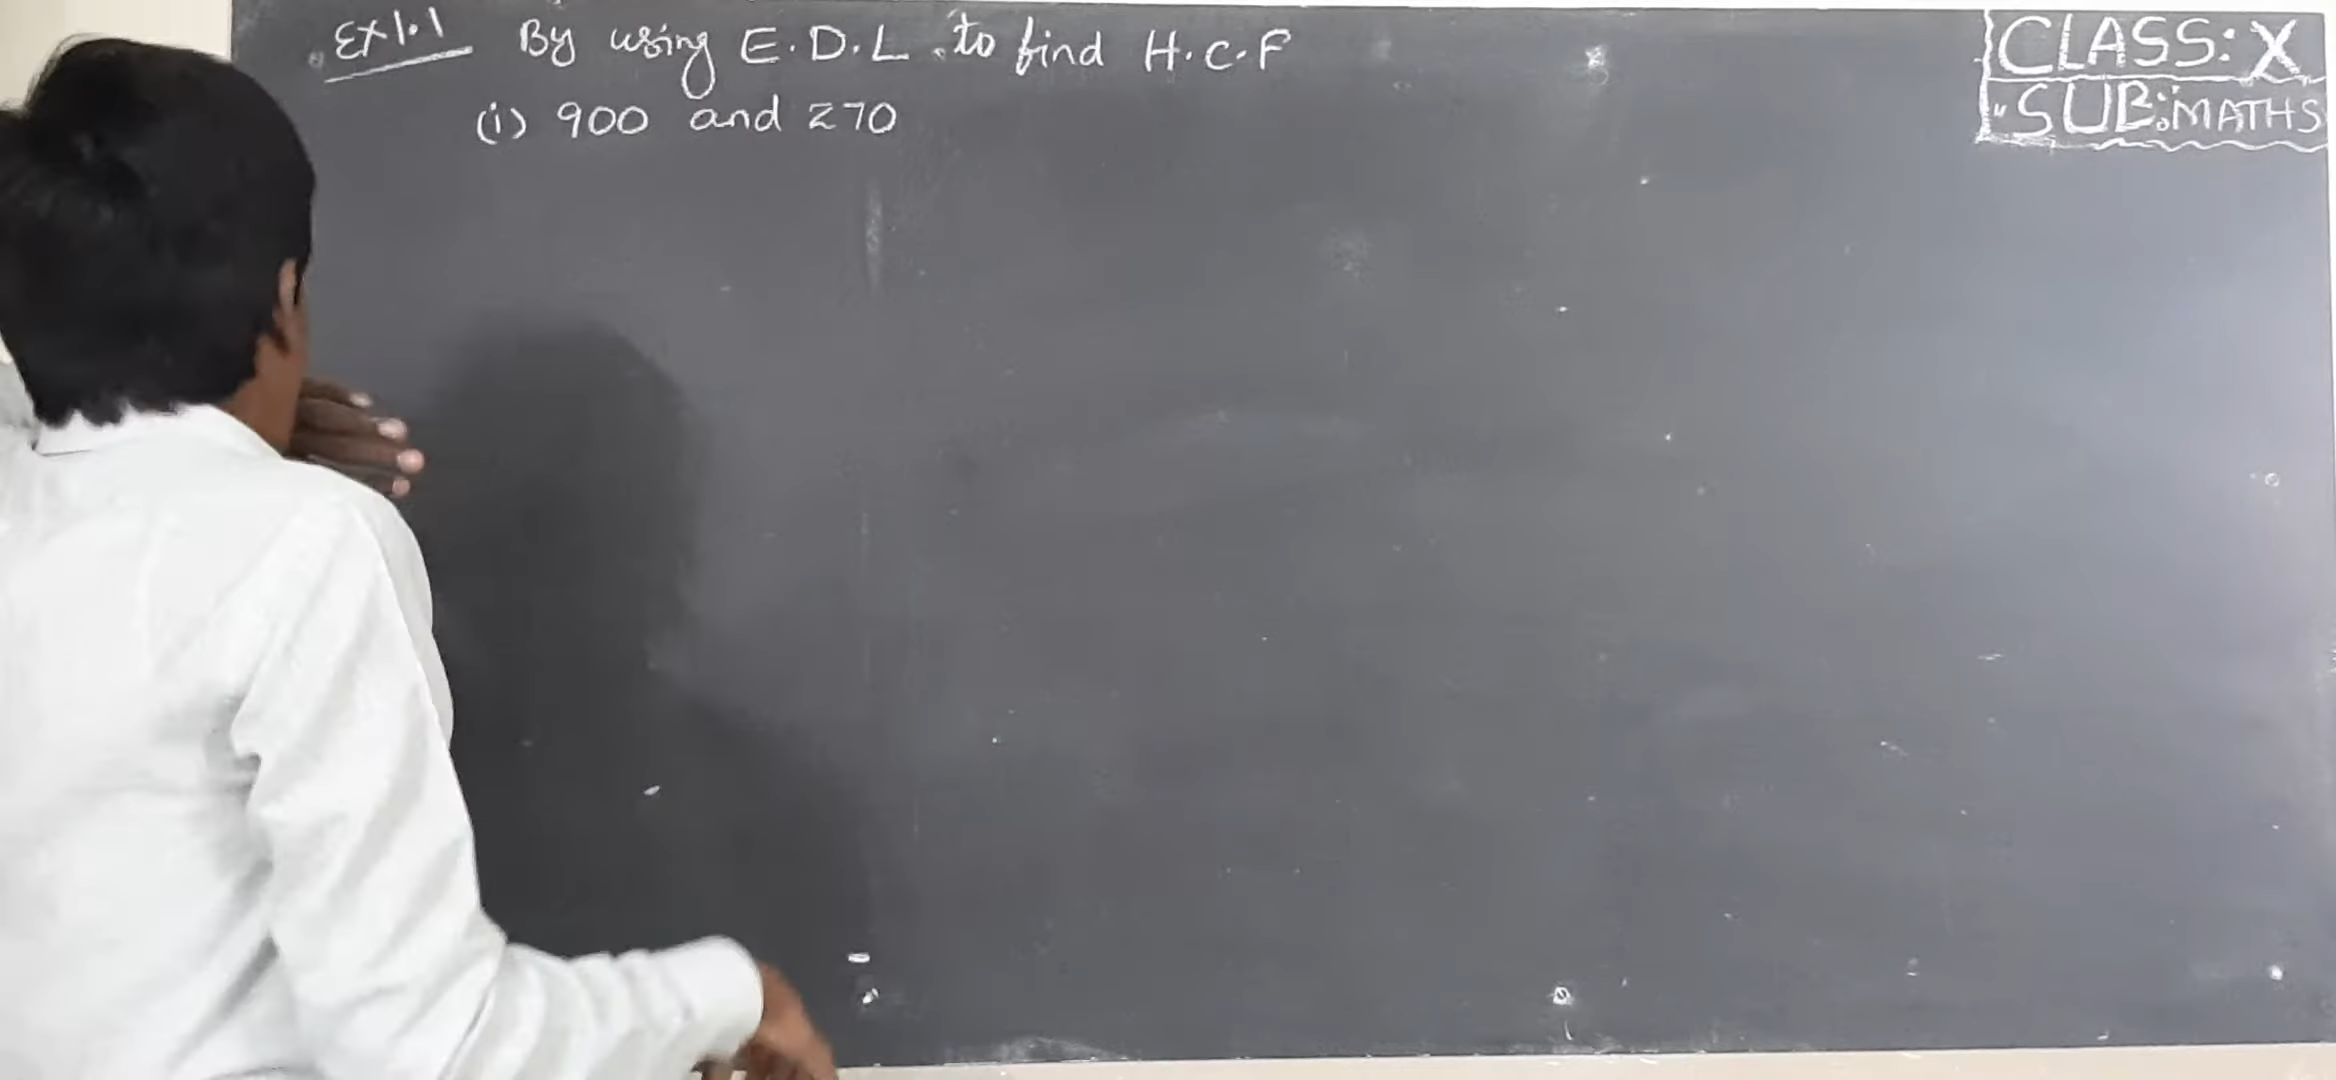 Ex 1.1 By using E.D.L. to find H.C.F
(i) 900 and 270
CLASS: X
SUB: MATHS